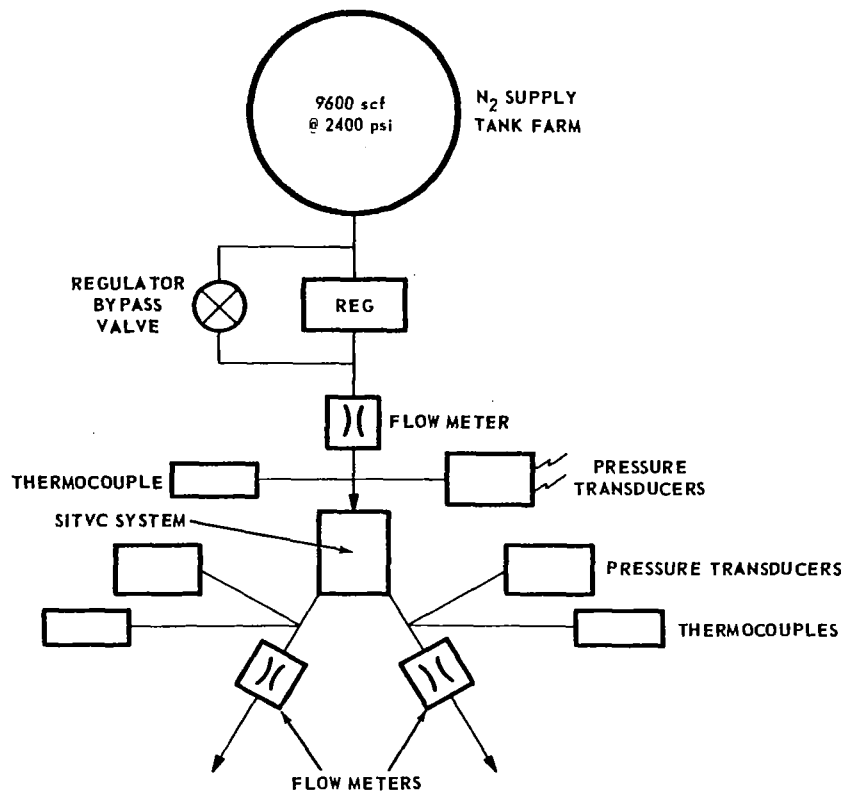 9600 scf
@ 2400 psi
N2 SUPPLY
TANK FARM
REGULATOR
BYPASS
VALVE
REG
FLOW METER
THERMOCOUPLE
PRESSURE
TRANSDUCERS
SITVC SYSTEM
PRESSURE TRANSDUCERS
THERMOCOUPLES
FLOW METERS